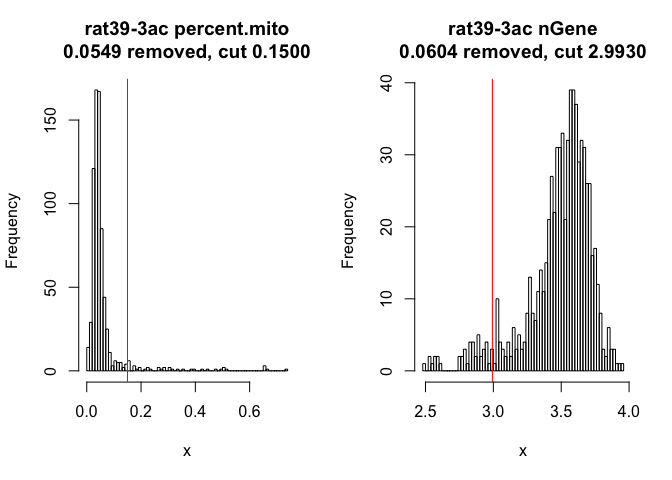 rat39-3ac percent.mito
0.0549 removed, cut 0.1500
Frequency
0
50
100
150
0.0
0.2
0.4
0.6
x
rat39-3ac nGene
0.0604 removed, cut 2.9930
Frequency
0
10
20
30
40
2.5
3.0
3.5
4.0
x